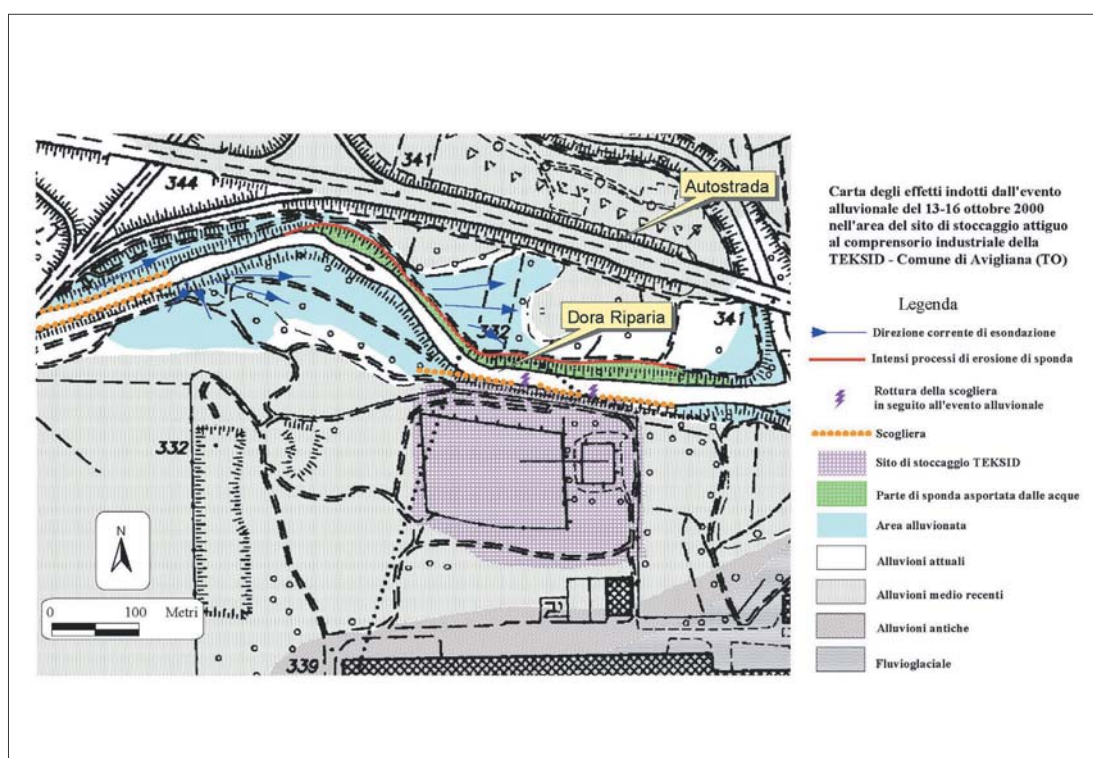 341
344
Autostrada
341
332
Dora Riparia
332
339
N
0 100 Metri
Carta degli effetti indotti dall'evento
alluvionale del 13-16 ottobre 2000
nell'area del sito di stoccaggio attiguo
al comprensorio industriale della
TEKSID - Comune di Avigliana (TO)
Legenda
Direzione corrente di esondazione
Intensi processi di erosione di sponda
Rottura della scogliera
in seguito all'evento alluvionale
Scogliera
Sito di stoccaggio TEKSID
Parte di sponda asportata dalle acque
Area alluvionata
Alluvioni attuali
Alluvioni medio recenti
Alluvioni antiche
Fluvioglaciale